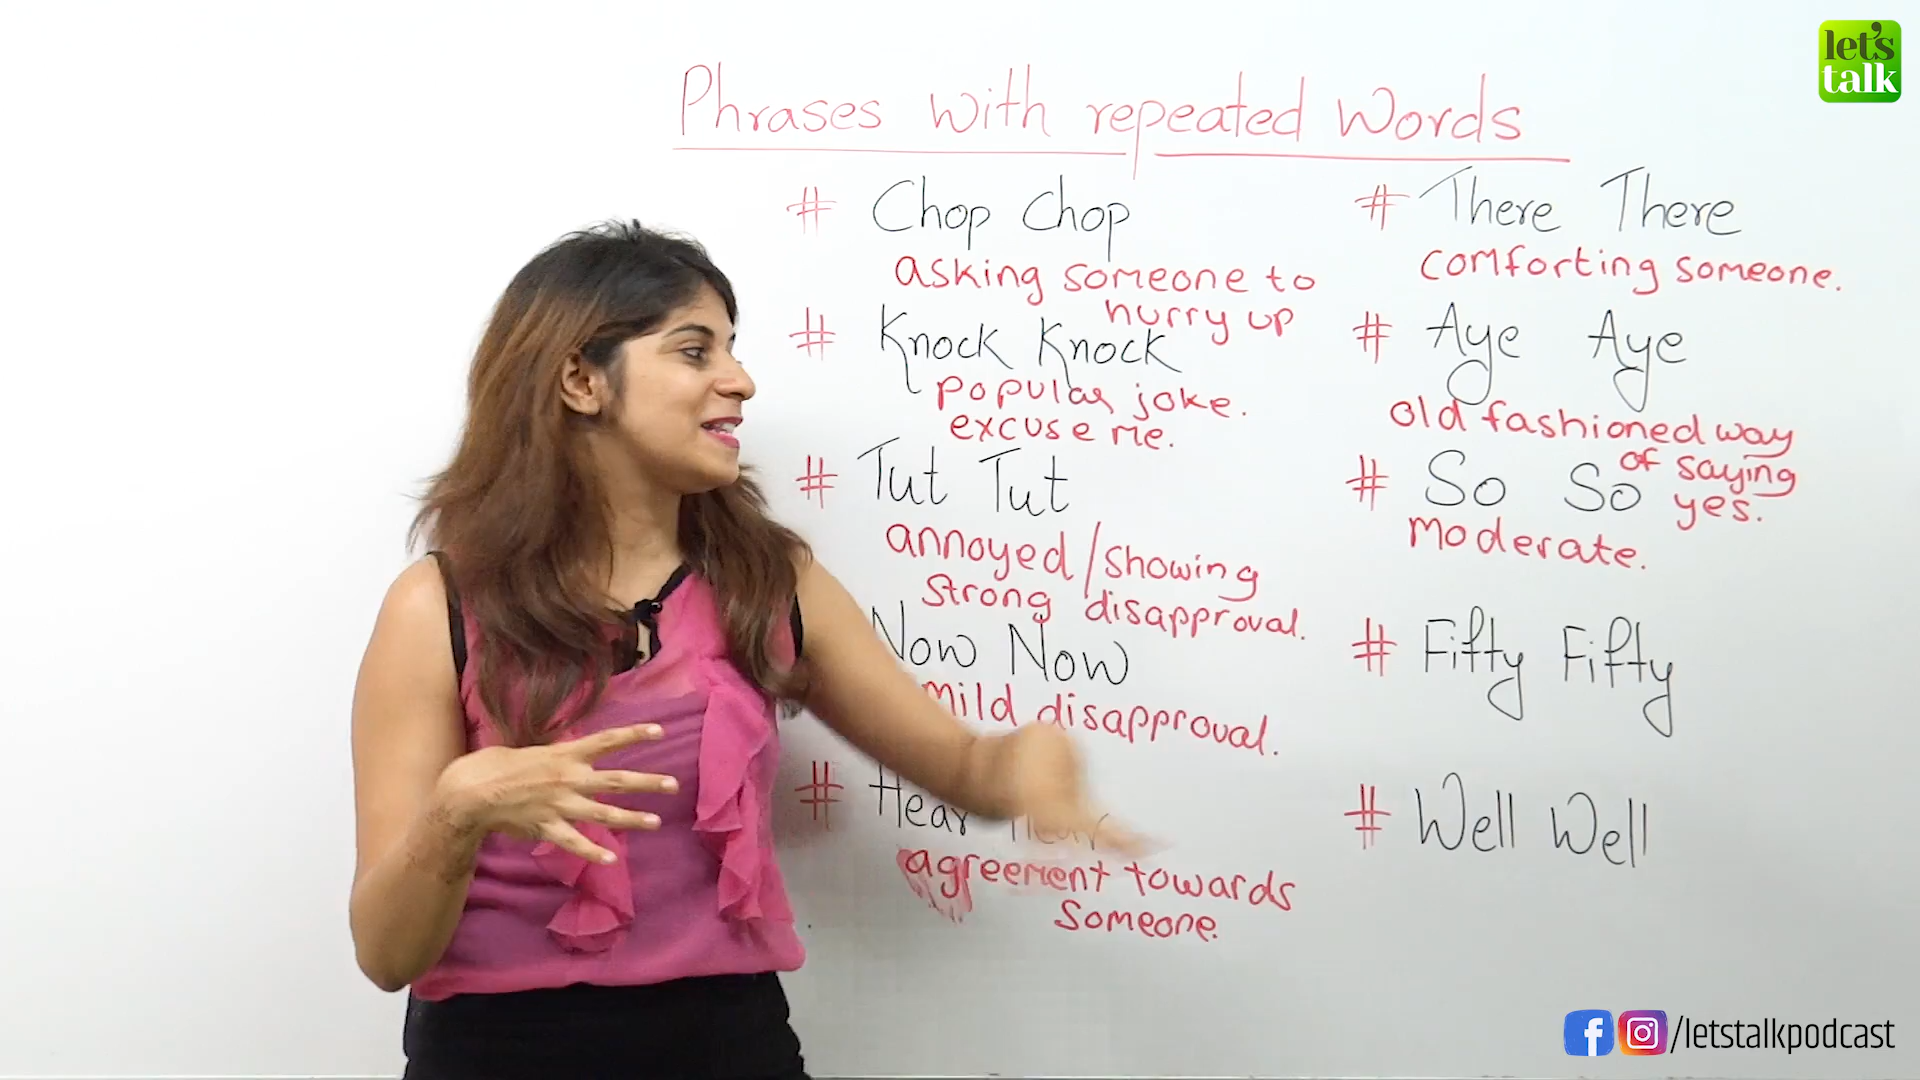 let's
talk
Phrases with repeated Words
# Chop Chop
asking someone to
hurry up
# Knock Knock
popular joke.
excuse me.
# Tut Tut
annoyed/showing
strong disapproval.
Now Now
mild disapproval.
# Hear Hear
agreement towards
someone.
# There There
comforting someone.
# Aye Aye
old fashioned way
of saying
yes.
# So So
moderate.
# Fifty Fifty
# Well Well
/letstalkpodcast